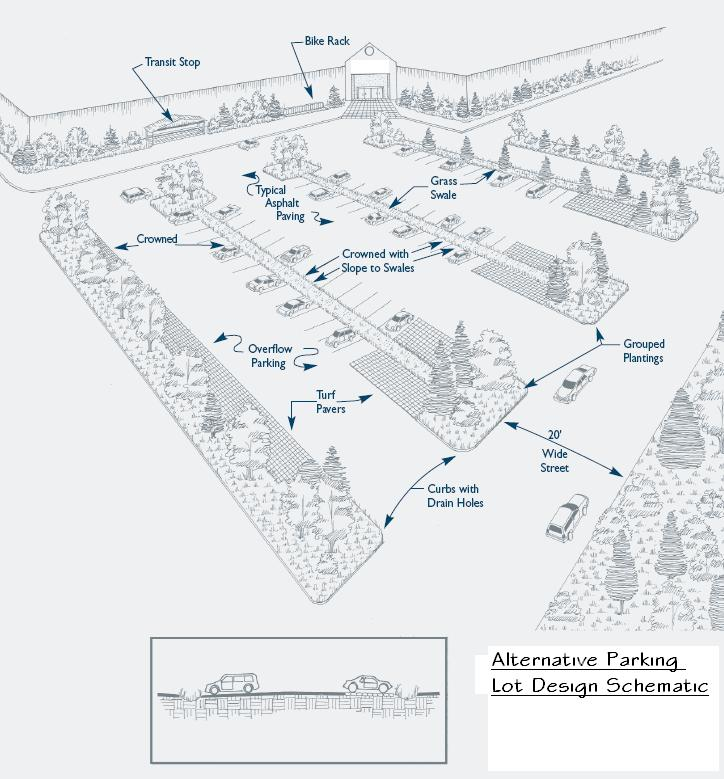 Bike Rack
Transit Stop
Grass
Swale
Typical
Asphalt
Paving
Crowned
Crowned with
Slope to Swales
Overflow
Parking
Grouped
Plantings
Turf
Pavers
20'
Wide
Street
Curbs with
Drain Holes
Alternative Parking
Lot Design Schematic